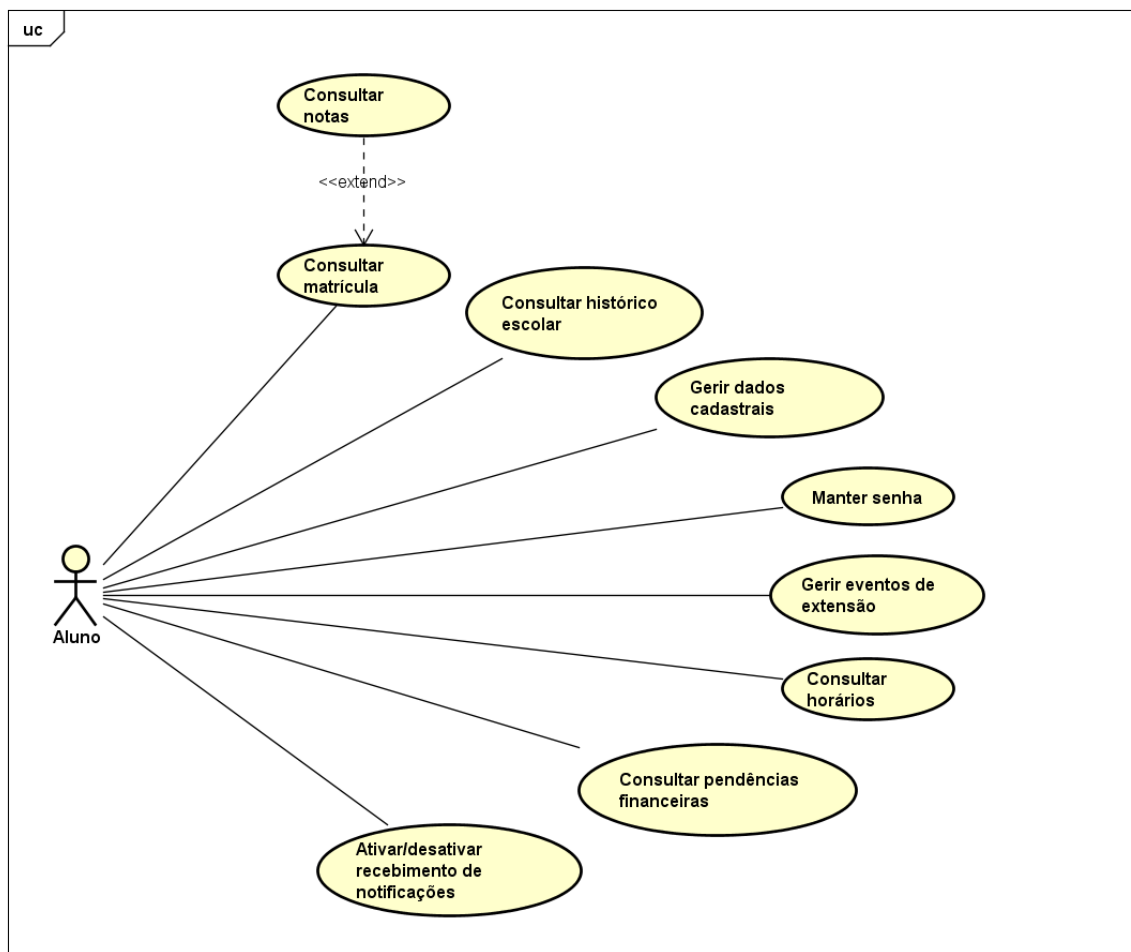 uc
Consultar
notas
<<extend>>
Consultar
matrícula
Consultar histórico
escolar
Gerir dados
cadastrais
Manter senha
Gerir eventos de
extensão
Aluno
Consultar
horários
Consultar pendências
financeiras
Ativar/desativar
recebimento de
notificações